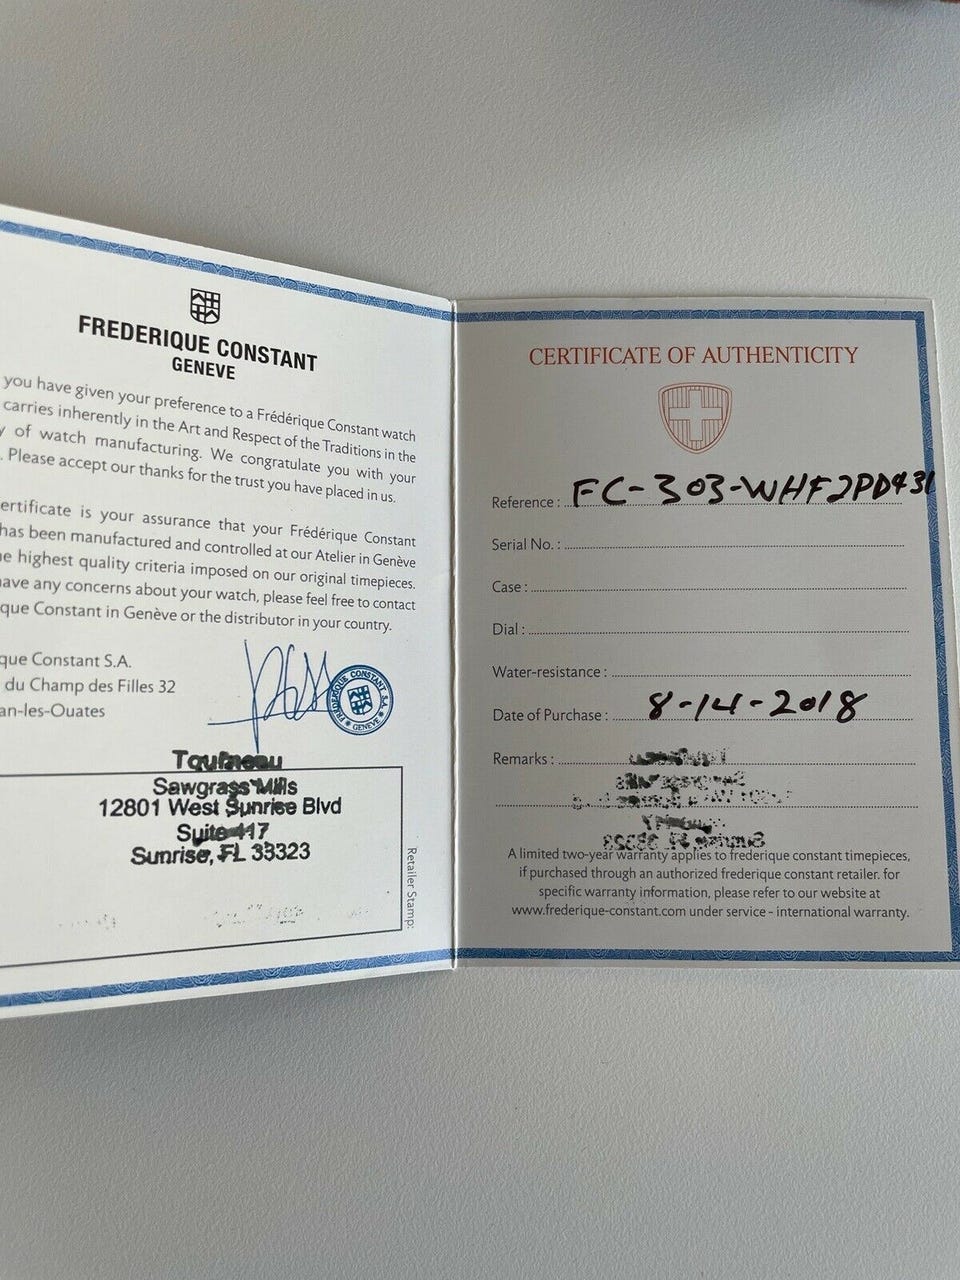 FREDERIQUE CONSTANT
GENEVE
you have given your preference to a Frédérique Constant watch
carries inherently in the Art and Respect of the Traditions in the
y of watch manufacturing. We congratulate you with your
. Please accept our thanks for the trust you have placed in us.
ertificate is your assurance that your Frédérique Constant
has been manufactured and controlled at our Atelier in Genève
e highest quality criteria imposed on our original timepieces.
have any concerns about your watch, please feel free to contact
que Constant in Genève or the distributor in your country.
que Constant S.A.
du Champ des Filles 32
an-les-Ouates
FREDERIQUE CONSTANT S.A.
GENEVE
Tourneau
Sawgrass Mills
12801 West Sunrise Blvd
Suite 417
Sunrise, FL 33323
Retailer Stamp:
CERTIFICATE OF AUTHENTICITY
Reference : FC-303-WHF2PD431
Serial No. :
Case :
Dial :
Water-resistance :
Date of Purchase : 8-14-2018
Remarks :
A limited two-year warranty applies to frederique constant timepieces,
if purchased through an authorized frederique constant retailer. for
specific warranty information, please refer to our website at
www.frederique-constant.com under service - international warranty.